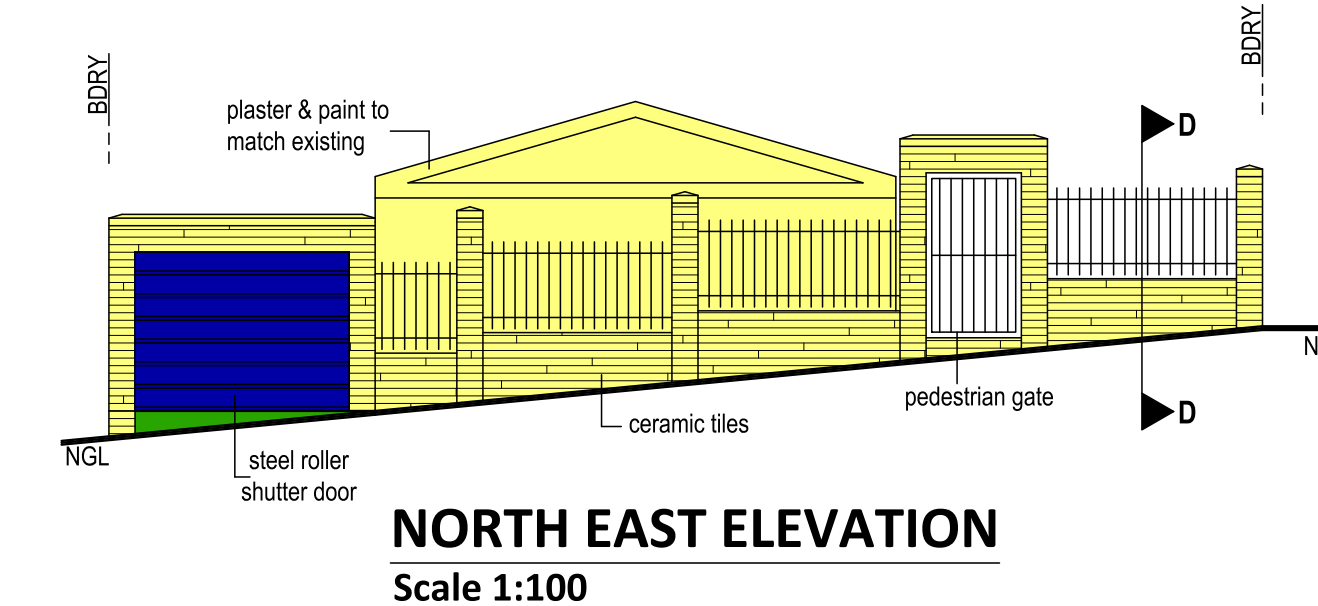 BDRY
BDRY
plaster & paint to
match existing
D
N
pedestrian gate
D
ceramic tiles
NGL
steel roller
shutter door
NORTH EAST ELEVATION
Scale 1:100